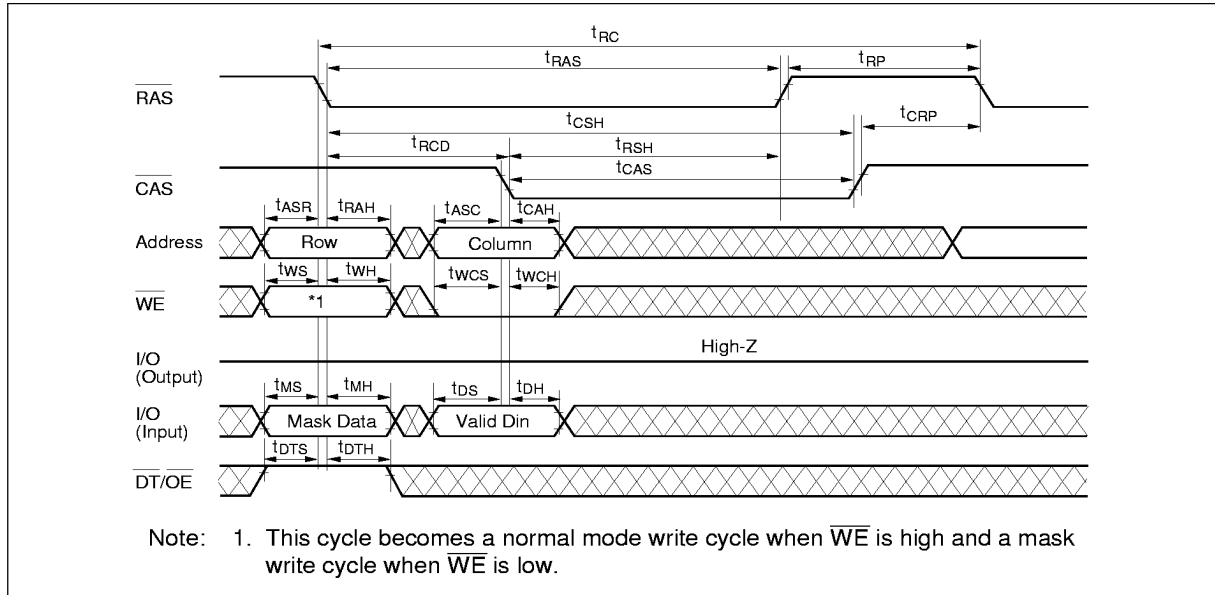 tRC
tRAS tRP
RAS
tCSH tCRP
tRCD tRSH
tCAS
CAS
tASR tRAH tASC tCAH
Address Row Column
tWS tWH tWCS tWCH
WE *1
High-Z
I/O
(Output)
tMS tMH tDS tDH
I/O
(Input) Mask Data Valid Din
tDTS tDTH
DT/OE
Note: 1. This cycle becomes a normal mode write cycle when WE is high and a mask
write cycle when WE is low.